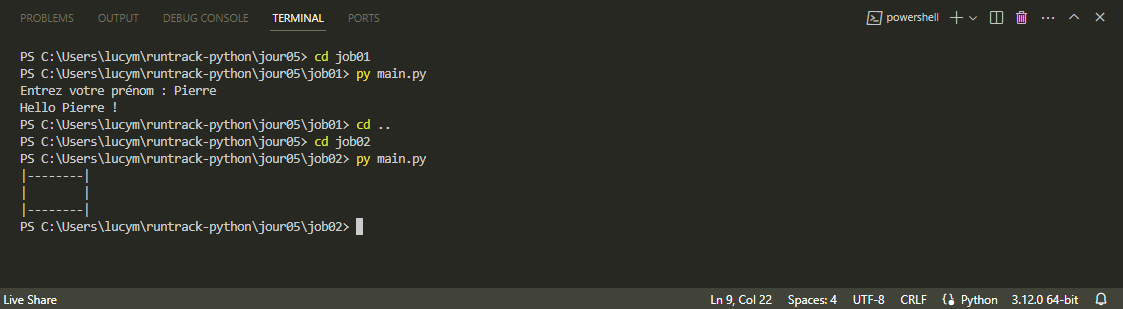 PROBLEMS OUTPUT DEBUG CONSOLE TERMINAL PORTS powershell
PS C:\Users\lucym\runtrack-python\jour05> cd job01
PS C:\Users\lucym\runtrack-python\jour05\job01> py main.py
Entrez votre prénom : Pierre
Hello Pierre !
PS C:\Users\lucym\runtrack-python\jour05\job01> cd ..
PS C:\Users\lucym\runtrack-python\jour05> cd job02
PS C:\Users\lucym\runtrack-python\jour05\job02> py main.py
|--------|
|        |
|--------|
PS C:\Users\lucym\runtrack-python\jour05\job02>
Live Share Ln 9, Col 22 Spaces: 4 UTF-8 CRLF Python 3.12.0 64-bit